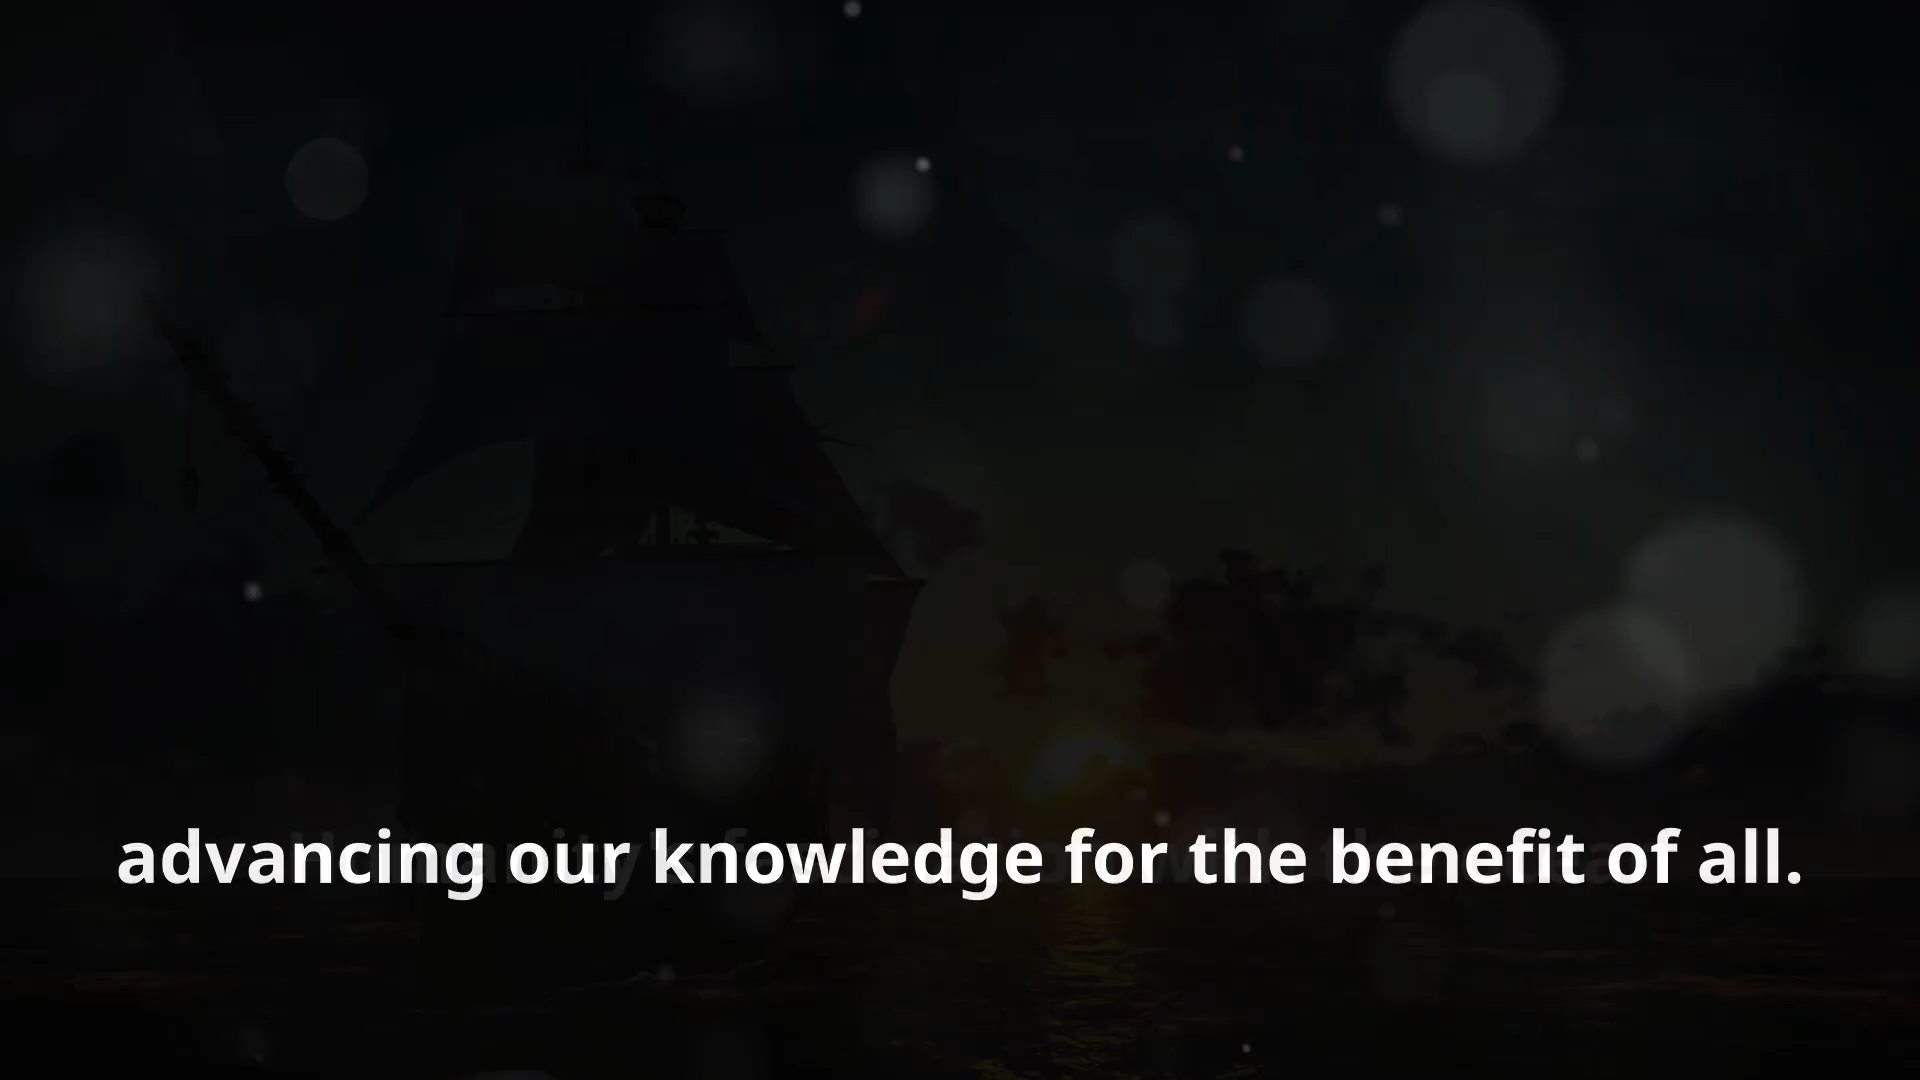 advancing our knowledge for the benefit of all.